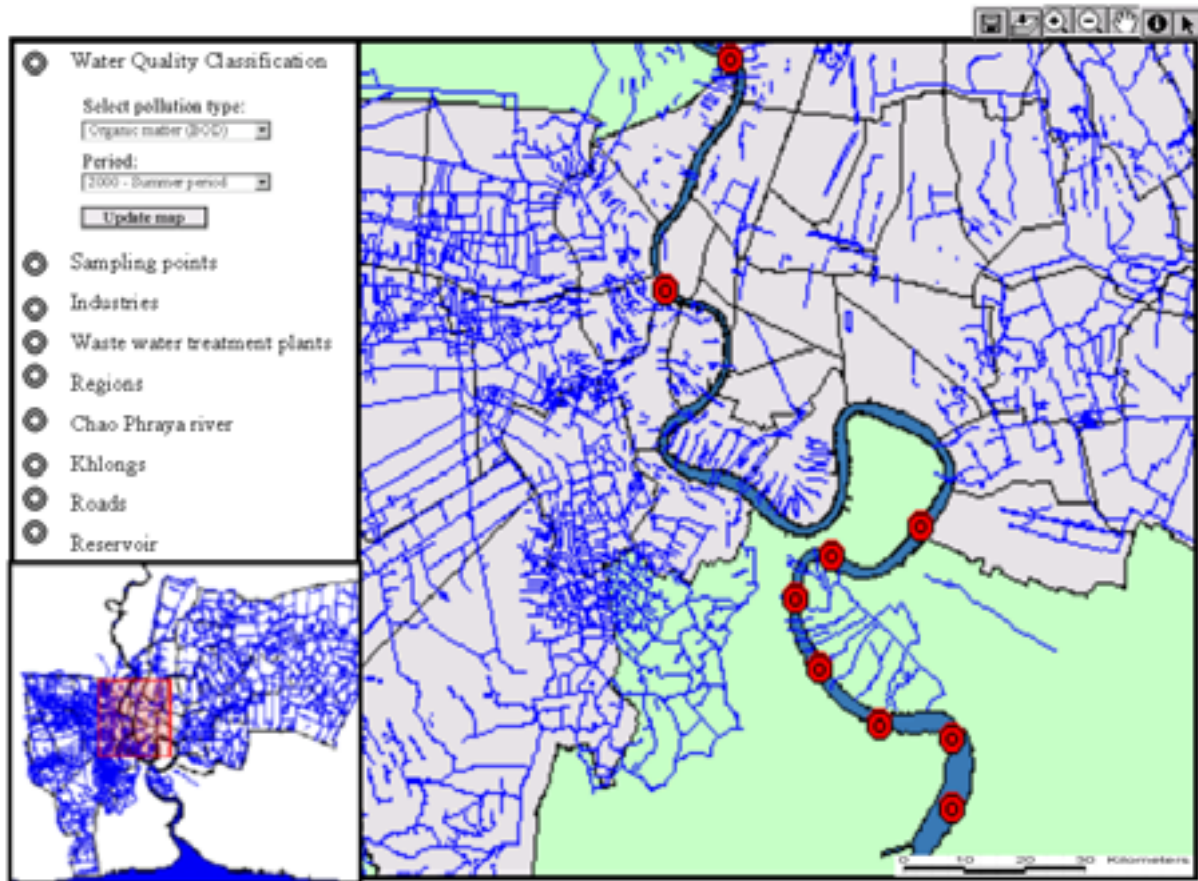 Water Quality Classification
Select pollution type:
Organic matter (BOD)
Period:
2000 - Summer period
Update map
Sampling points
Industries
Waste water treatment plants
Regions
Chao Phraya river
Khlongs
Roads
Reservoir
0 10 20 30 Kilometers